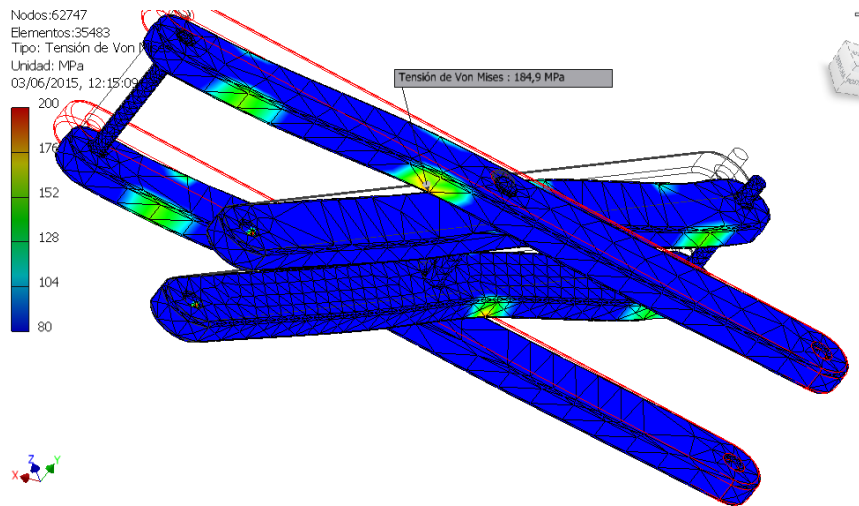 Nodos:62747
Elementos:35483
Tipo: Tensión de Von
Unidad: MPa
03/06/2015, 12:15:09
Tensión de Von Mises : 184,9 MPa
200
176
152
128
104
80
Z
Y
X